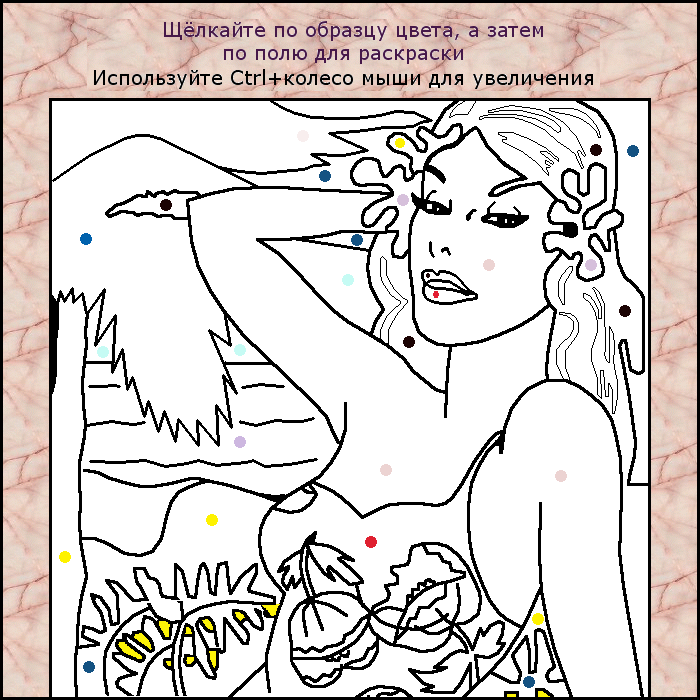 Щёлкайте по образцу цвета, а затем
по полю для раскраски
Используйте Ctrl+колесо мыши для увеличения